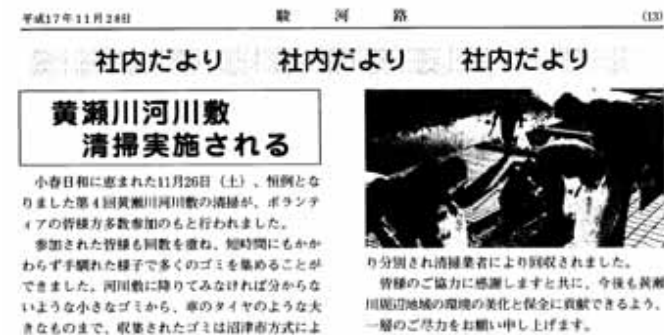 平成17年11月28日 駿河路 (13)
社内だより 社内だより 社内だより
黄瀬川河川敷
清掃実施される
小春日和に恵まれた11月26日（土）、恒例とな
りました第4回黄瀬川河川敷の清掃が、ボランテ
ィアの皆様方多数参加のもと行われました。
参加された皆様も回数を重ね、短時間にもかか
わらず手馴れた様子で多くのゴミを集めることが
できました。河川敷に降りてみなければ分からな
いような小さなゴミから、車のタイヤのような大
きなものまで、収集されたゴミは沼津市方式によ
り分別され清掃業者により回収されました。
皆様のご協力に感謝しますと共に、今後も黄瀬
川周辺地域の環境の美化と保全に貢献できるよう、
一層のご尽力をお願い申し上げます。